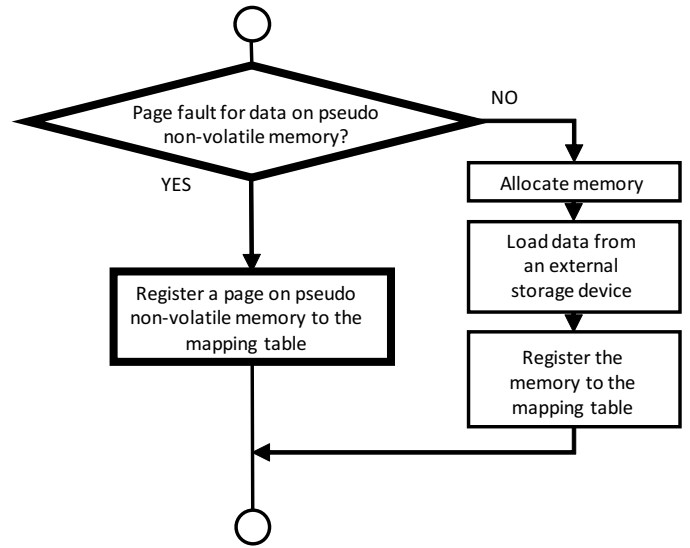 Page fault for data on pseudo
non-volatile memory?
NO
YES
Allocate memory
Load data from
an external
storage device
Register a page on pseudo
non-volatile memory to the
mapping table
Register the
memory to the
mapping table